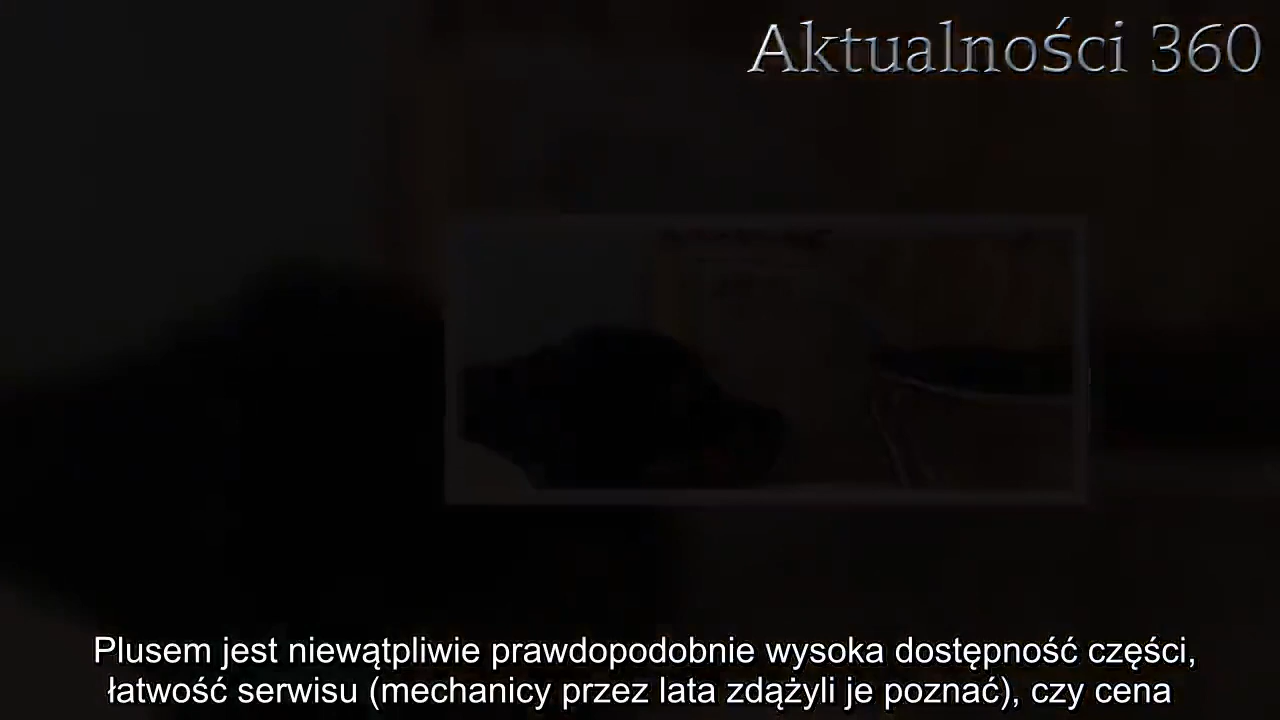 Aktualności 360
Plusem jest niewątpliwie prawdopodobnie wysoka dostępność części,
łatwość serwisu (mechanicy przez lata zdążyli je poznać), czy cena